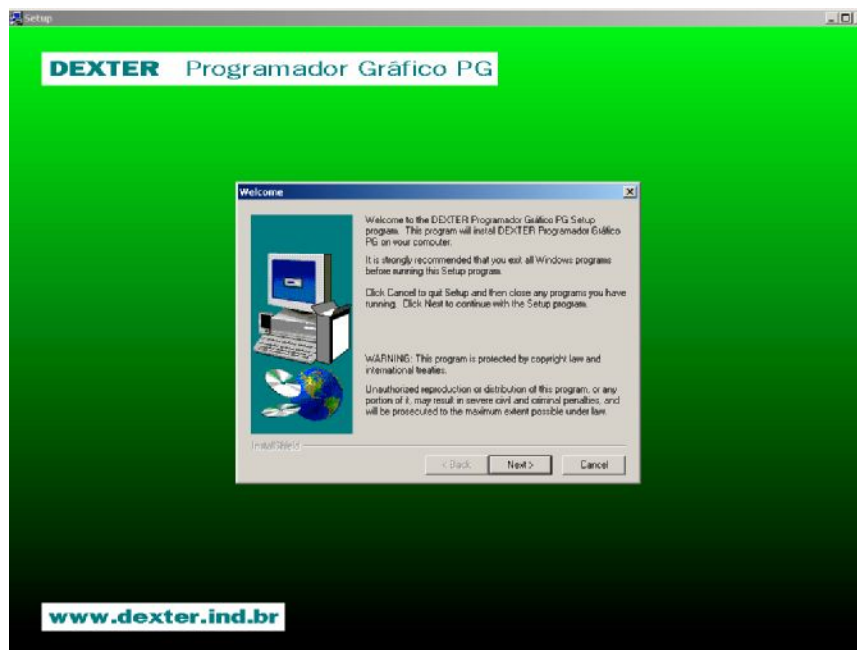 Setup
DEXTER Programador Gráfico PG
Welcome
Welcome to the DEXTER Programador Gráfico PG Setup
program. This program will install DEXTER Programador Gráfico
PG on your computer.
It is strongly recommended that you exit all Windows programs
before running this Setup program.
Click Cancel to quit Setup and then close any programs you have
running. Click Next to continue with the Setup program.
WARNING: This program is protected by copyright law and
international treaties.
Unauthorized reproduction or distribution of this program, or any
portion of it, may result in severe civil and criminal penalties, and
will be prosecuted to the maximum extent possible under law.
InstallShield
< Back Next > Cancel
www.dexter.ind.br